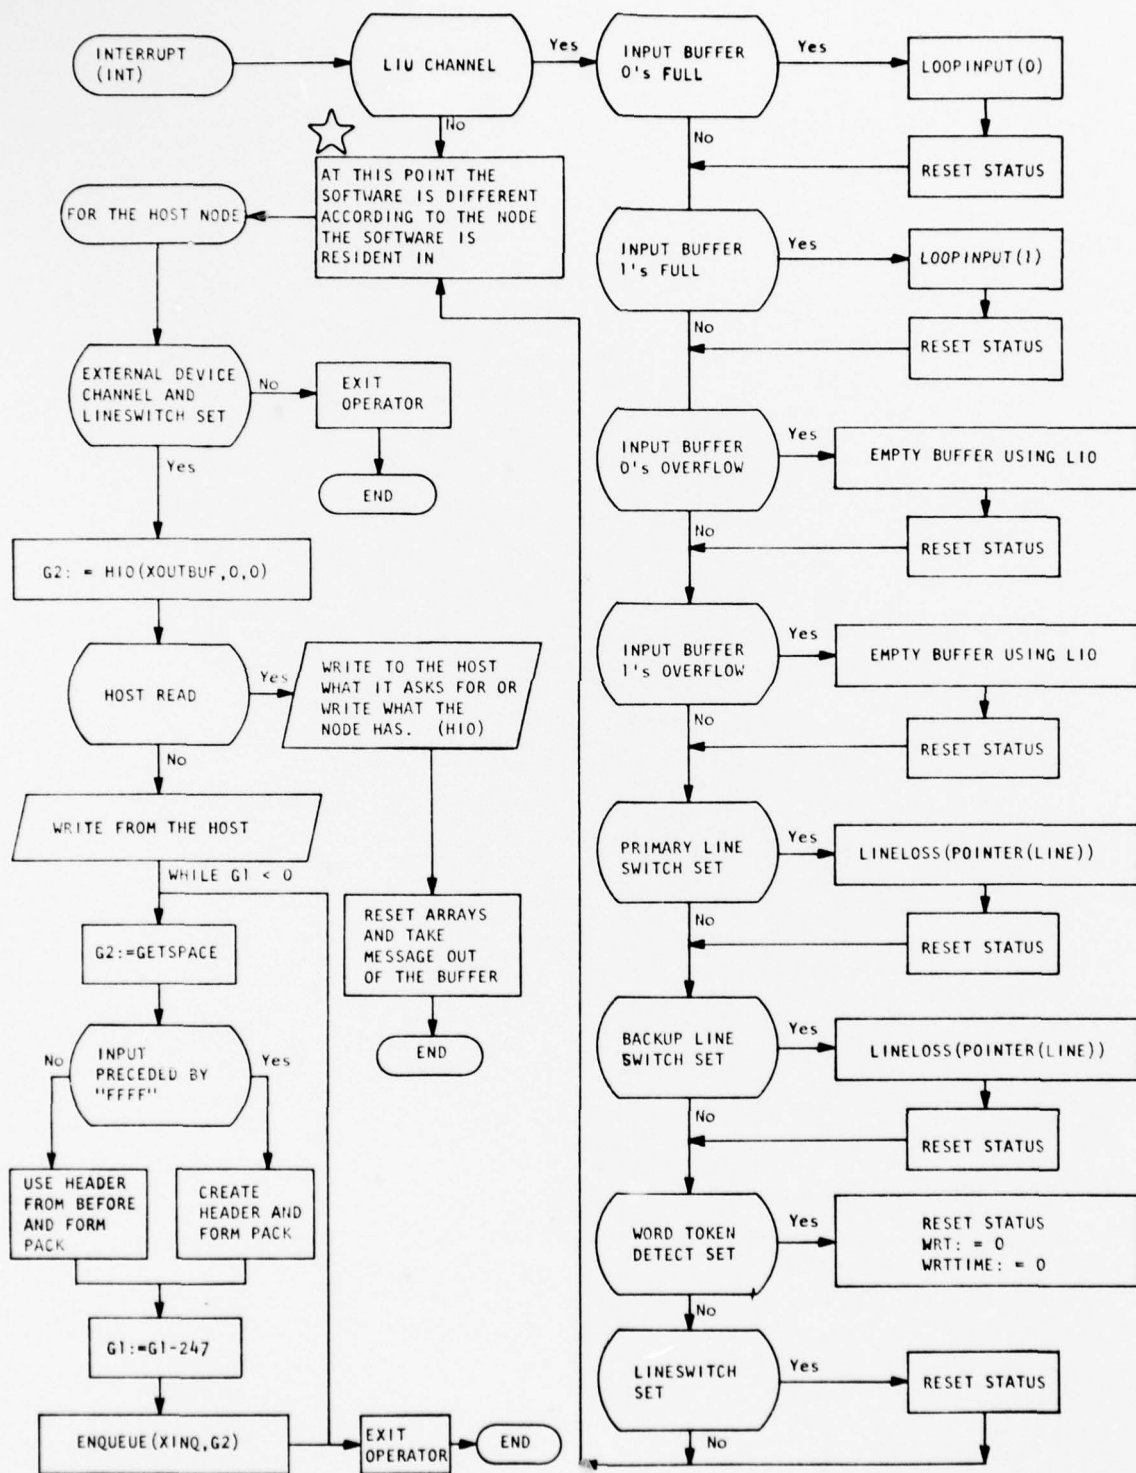 INTERRUPT
(INT)
LIU CHANNEL
Yes
INPUT BUFFER
0's FULL
Yes
LOOPINPUT(0)
No
No
RESET STATUS
AT THIS POINT THE
SOFTWARE IS DIFFERENT
ACCORDING TO THE NODE
THE SOFTWARE IS
RESIDENT IN
FOR THE HOST NODE
INPUT BUFFER
1's FULL
Yes
LOOPINPUT(1)
No
RESET STATUS
EXTERNAL DEVICE
CHANNEL AND
LINESWITCH SET
No
EXIT
OPERATOR
Yes
END
INPUT BUFFER
0's OVERFLOW
Yes
EMPTY BUFFER USING LIO
No
RESET STATUS
G2: = HIO(XOUTBUF,0,0)
INPUT BUFFER
1's OVERFLOW
Yes
EMPTY BUFFER USING LIO
No
RESET STATUS
HOST READ
Yes
WRITE TO THE HOST
WHAT IT ASKS FOR OR
WRITE WHAT THE
NODE HAS. (HIO)
No
WRITE FROM THE HOST
WHILE G1 < 0
PRIMARY LINE
SWITCH SET
Yes
LINELOSS(POINTER(LINE))
No
RESET STATUS
G2:=GETSPACE
RESET ARRAYS
AND TAKE
MESSAGE OUT
OF THE BUFFER
END
INPUT
PRECEDED BY
"FFFF"
No
Yes
BACKUP LINE
SWITCH SET
Yes
LINELOSS(POINTER(LINE))
No
RESET STATUS
USE HEADER
FROM BEFORE
AND FORM
PACK
CREATE
HEADER AND
FORM PACK
WORD TOKEN
DETECT SET
Yes
RESET STATUS
WRT: = 0
WRTTIME: = 0
No
G1:=G1-247
LINESWITCH
SET
Yes
RESET STATUS
No
ENQUEUE(XINQ,G2)
EXIT
OPERATOR
END